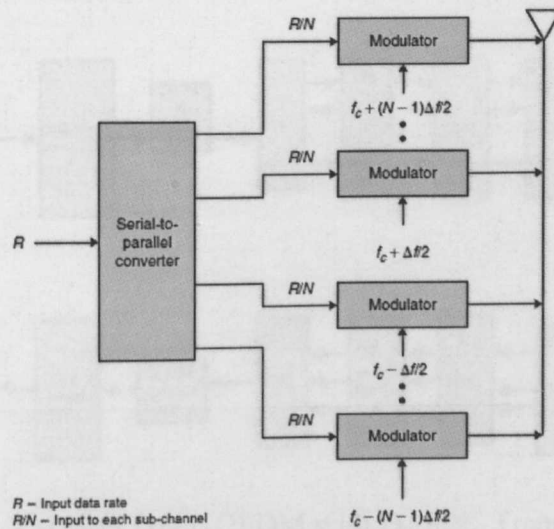 R/N
Modulator
f_c + (N−1)Δf/2
R/N
Modulator
Serial-to-
parallel
converter
R
f_c + Δf/2
R/N
Modulator
f_c − Δf/2
R/N
Modulator
f_c − (N−1)Δf/2
R – Input data rate
R/N – Input to each sub-channel